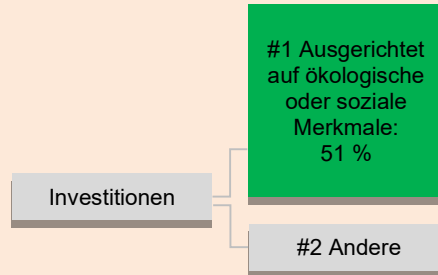 #1 Ausgerichtet
auf ökologische
oder soziale
Merkmale:
51 %
Investitionen
#2 Andere